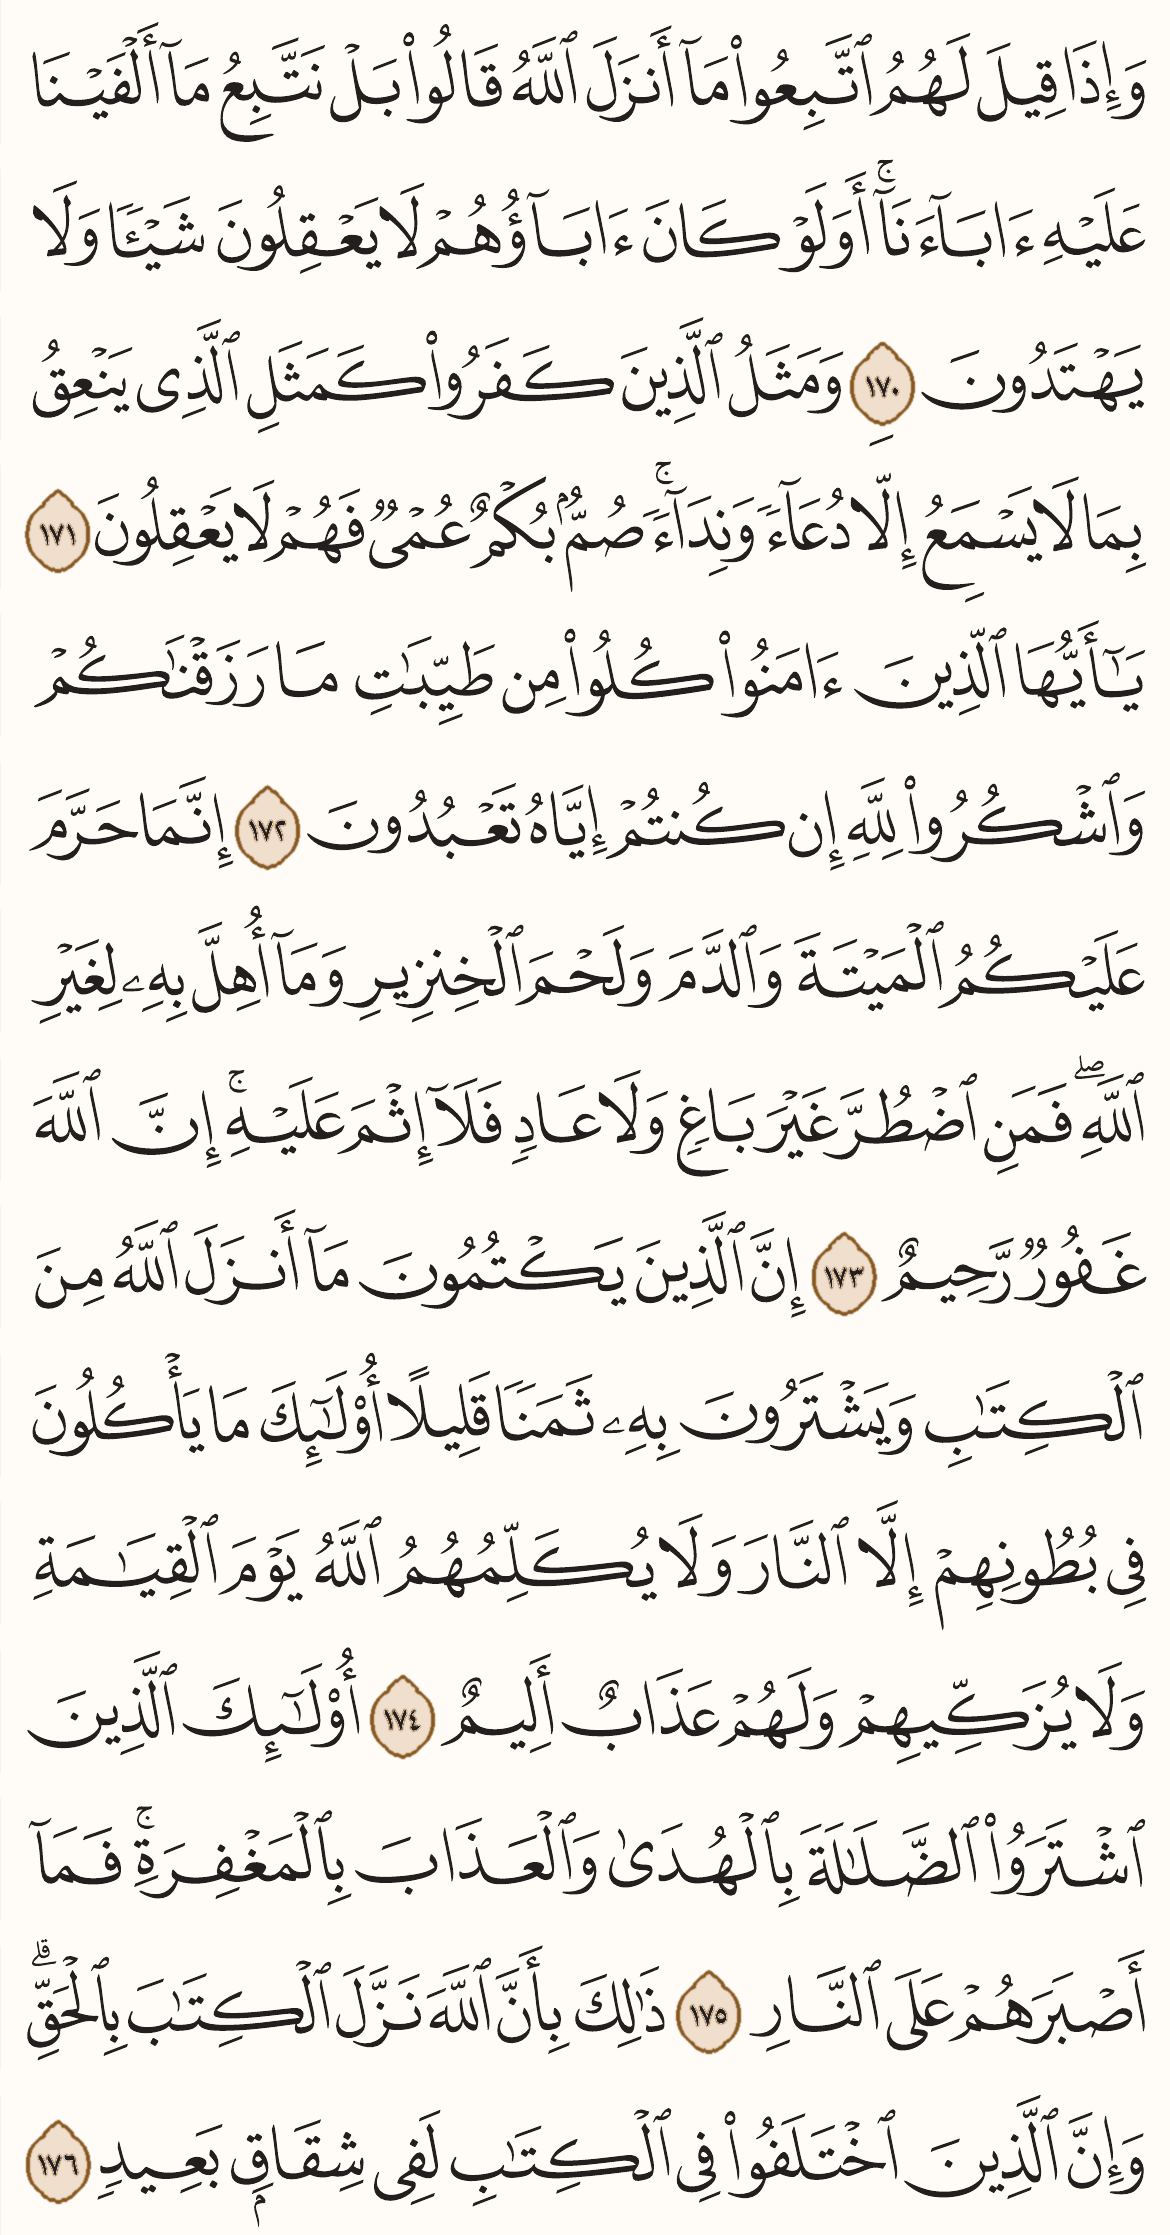 وَإِذَا قِيلَ لَهُمُ ٱتَّبِعُوا۟ مَآ أَنزَلَ ٱللَّهُ قَالُوا۟ بَلْ نَتَّبِعُ مَآ أَلْفَيْنَا
عَلَيْهِ ءَابَآءَنَآ ۚ أَوَلَوْ كَانَ ءَابَآؤُهُمْ لَا يَعْقِلُونَ شَيْـًٔا وَلَا
يَهْتَدُونَ ١٧٠ وَمَثَلُ ٱلَّذِينَ كَفَرُوا۟ كَمَثَلِ ٱلَّذِى يَنْعِقُ
بِمَا لَا يَسْمَعُ إِلَّا دُعَآءً وَنِدَآءً ۚ صُمٌّۢ بُكْمٌ عُمْىٌ فَهُمْ لَا يَعْقِلُونَ ١٧١
يَـٰٓأَيُّهَا ٱلَّذِينَ ءَامَنُوا۟ كُلُوا۟ مِن طَيِّبَـٰتِ مَا رَزَقْنَـٰكُمْ
وَٱشْكُرُوا۟ لِلَّهِ إِن كُنتُمْ إِيَّاهُ تَعْبُدُونَ ١٧٢ إِنَّمَا حَرَّمَ
عَلَيْكُمُ ٱلْمَيْتَةَ وَٱلدَّمَ وَلَحْمَ ٱلْخِنزِيرِ وَمَآ أُهِلَّ بِهِۦ لِغَيْرِ
ٱللَّهِ ۖ فَمَنِ ٱضْطُرَّ غَيْرَ بَاغٍ وَلَا عَادٍ فَلَآ إِثْمَ عَلَيْهِ ۚ إِنَّ ٱللَّهَ
غَفُورٌ رَّحِيمٌ ١٧٣ إِنَّ ٱلَّذِينَ يَكْتُمُونَ مَآ أَنزَلَ ٱللَّهُ مِنَ
ٱلْكِتَـٰبِ وَيَشْتَرُونَ بِهِۦ ثَمَنًا قَلِيلًا أُو۟لَـٰٓئِكَ مَا يَأْكُلُونَ
فِى بُطُونِهِمْ إِلَّا ٱلنَّارَ وَلَا يُكَلِّمُهُمُ ٱللَّهُ يَوْمَ ٱلْقِيَـٰمَةِ
وَلَا يُزَكِّيهِمْ وَلَهُمْ عَذَابٌ أَلِيمٌ ١٧٤ أُو۟لَـٰٓئِكَ ٱلَّذِينَ
ٱشْتَرَوُا۟ ٱلضَّلَـٰلَةَ بِٱلْهُدَىٰ وَٱلْعَذَابَ بِٱلْمَغْفِرَةِ ۚ فَمَآ
أَصْبَرَهُمْ عَلَى ٱلنَّارِ ١٧٥ ذَٰلِكَ بِأَنَّ ٱللَّهَ نَزَّلَ ٱلْكِتَـٰبَ بِٱلْحَقِّ ۗ
وَإِنَّ ٱلَّذِينَ ٱخْتَلَفُوا۟ فِى ٱلْكِتَـٰبِ لَفِى شِقَاقٍۭ بَعِيدٍ ١٧٦